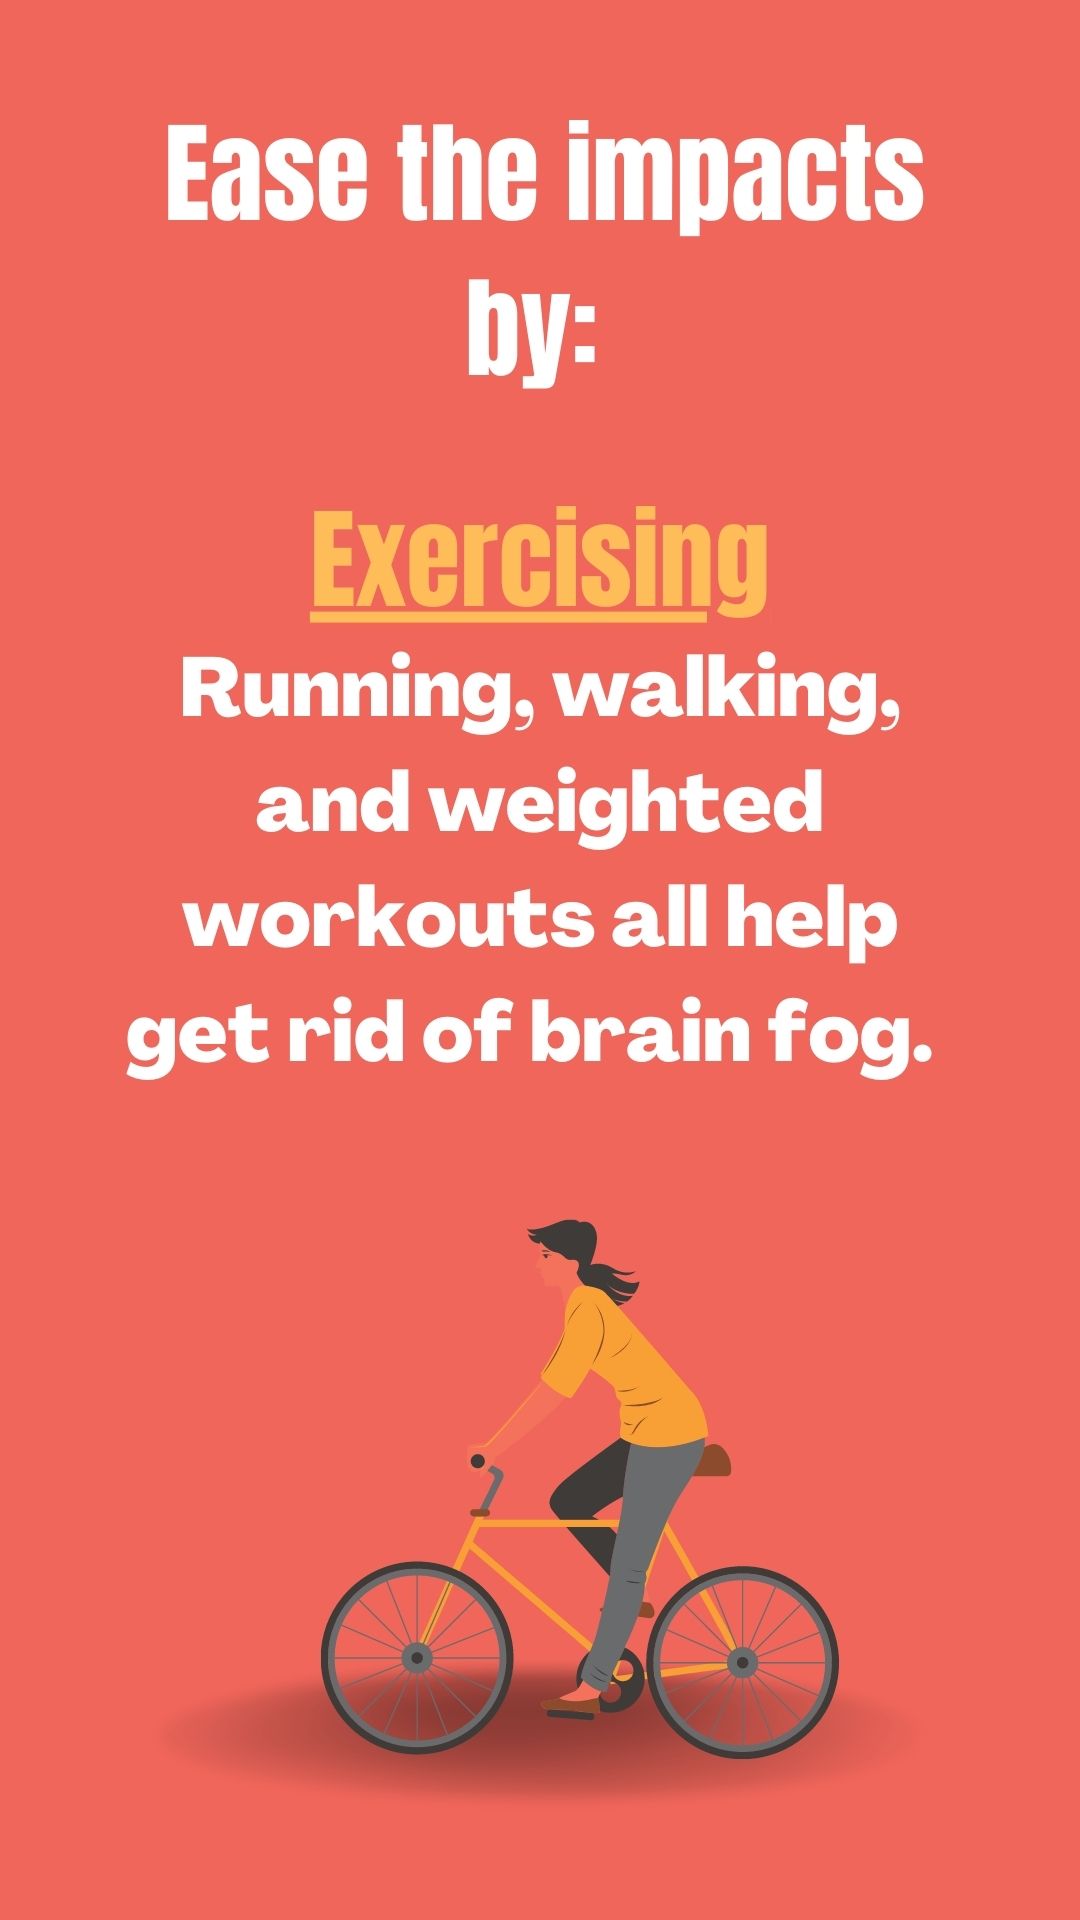 Ease the impacts
by:
Exercising
Running, walking,
and weighted
workouts all help
get rid of brain fog.